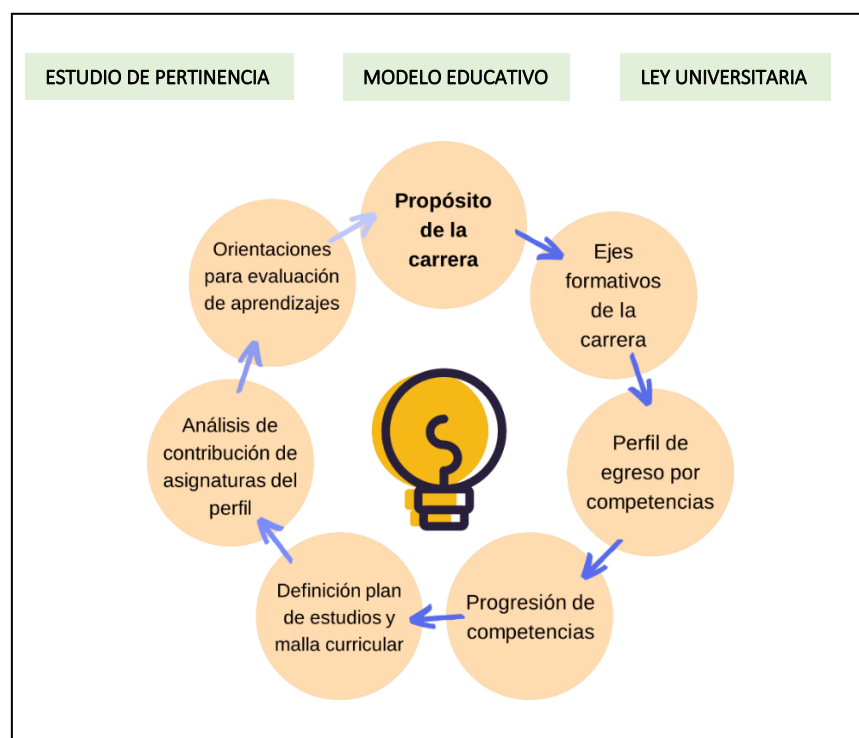 ESTUDIO DE PERTINENCIA
MODELO EDUCATIVO
LEY UNIVERSITARIA
Propósito
de la
carrera
Ejes
formativos
de la
carrera
Perfil de
egreso por
competencias
Progresión de
competencias
Definición plan
de estudios y
malla curricular
Análisis de
contribución de
asignaturas del
perfil
Orientaciones
para evaluación
de aprendizajes